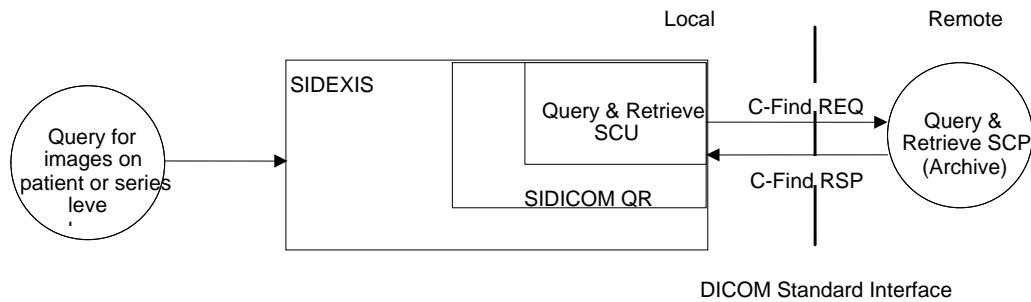 Local
Remote
SIDEXIS
Query & Retrieve
SCU
C-Find REQ
C-Find RSP
SIDICOM QR
Query for
images on
patient or series
leve
Query &
Retrieve SCP
(Archive)
DICOM Standard Interface